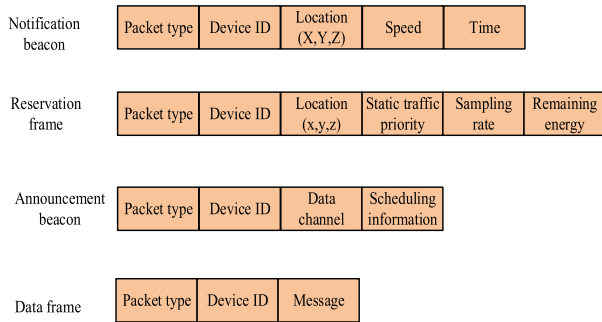 Notification beacon
Packet type
Device ID
Location (X,Y,Z)
Speed
Time
Reservation frame
Packet type
Device ID
Location (x,y,z)
Static traffic priority
Sampling rate
Remaining energy
Announcement beacon
Packet type
Device ID
Data channel
Scheduling information
Data frame
Packet type
Device ID
Message